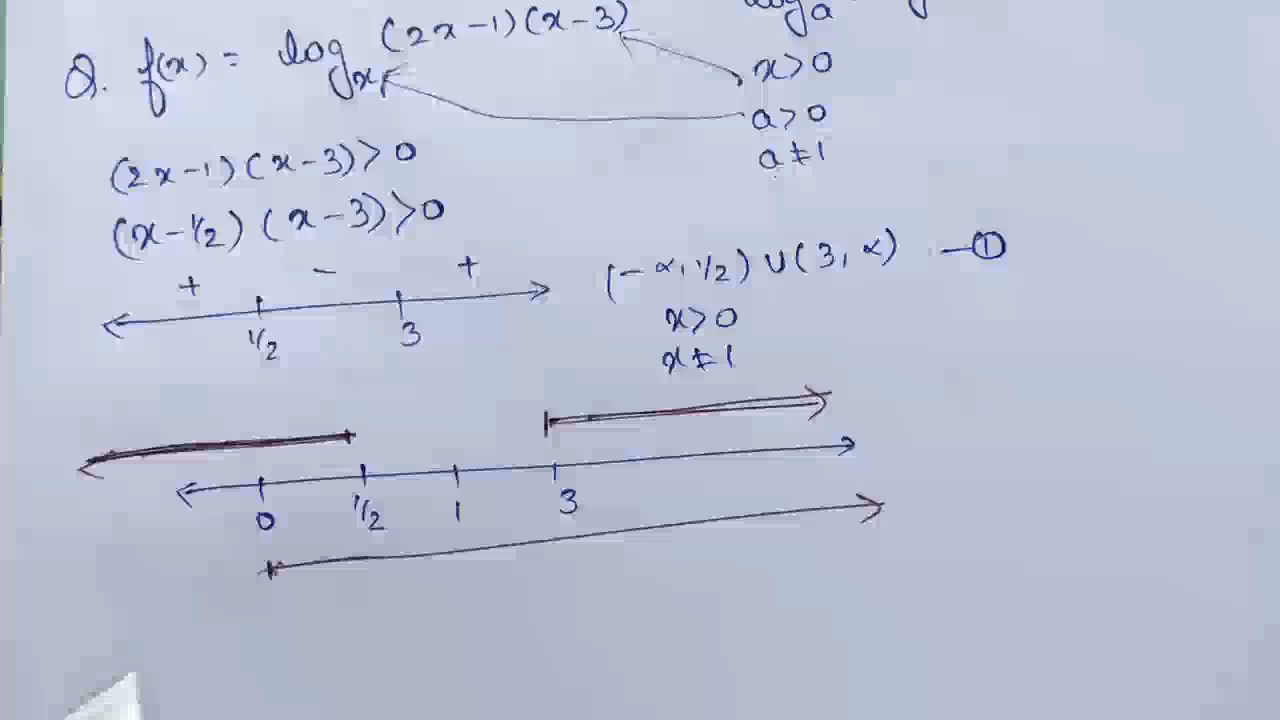 Q. f(x) = log_x (2x-1)(x-3)
x>0
a>0
a≠1
(2x-1)(x-3)>0
(x-1/2)(x-3)>0
+ - +
1/2 3
(-∝, 1/2) ∪ (3, ∝) -①
x>0
x≠1
0 1/2 1 3